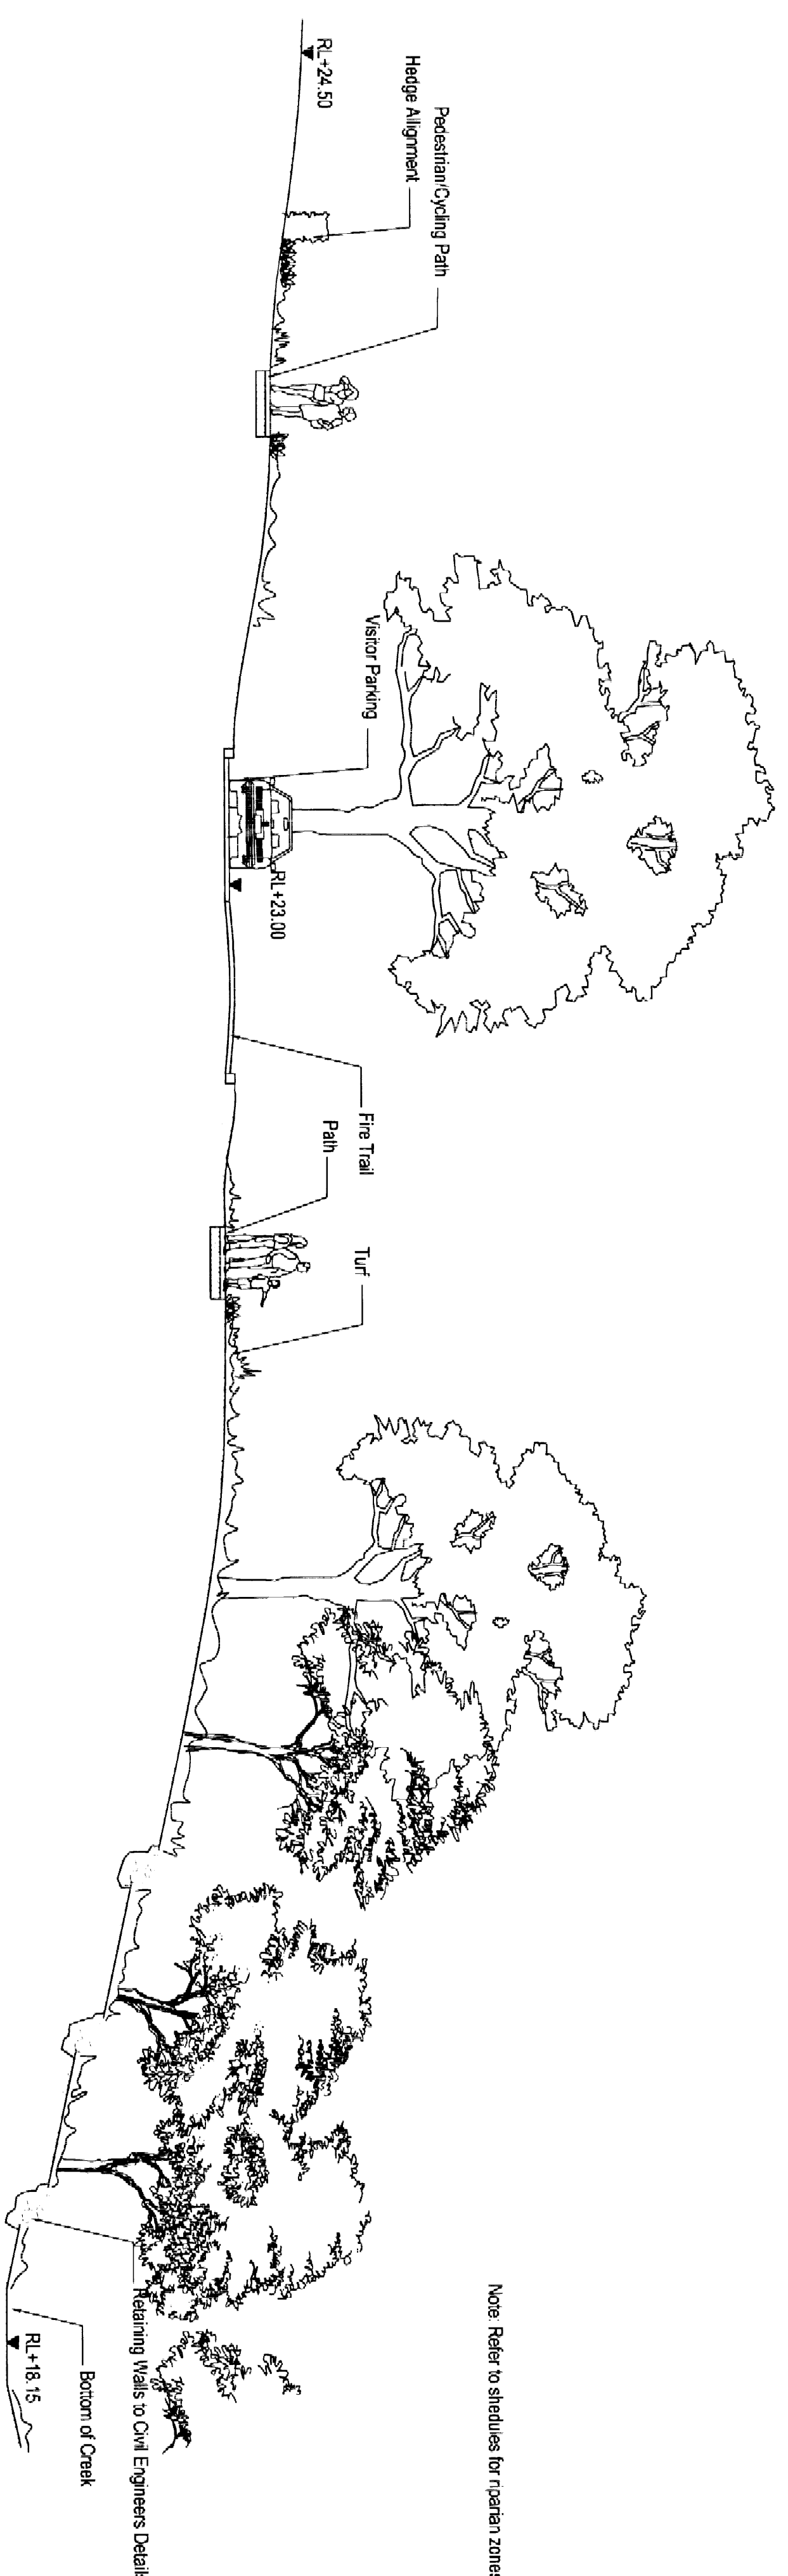 RL+24.50
Hedge Allignment
Pedestrian/Cycling Path
Visitor Parking
RL+23.00
Fire Trail
Path
Turf
Retaining Walls to Civil Engineers Detail
Bottom of Creek
RL+18.15
Note: Refer to shedules for riparian zones